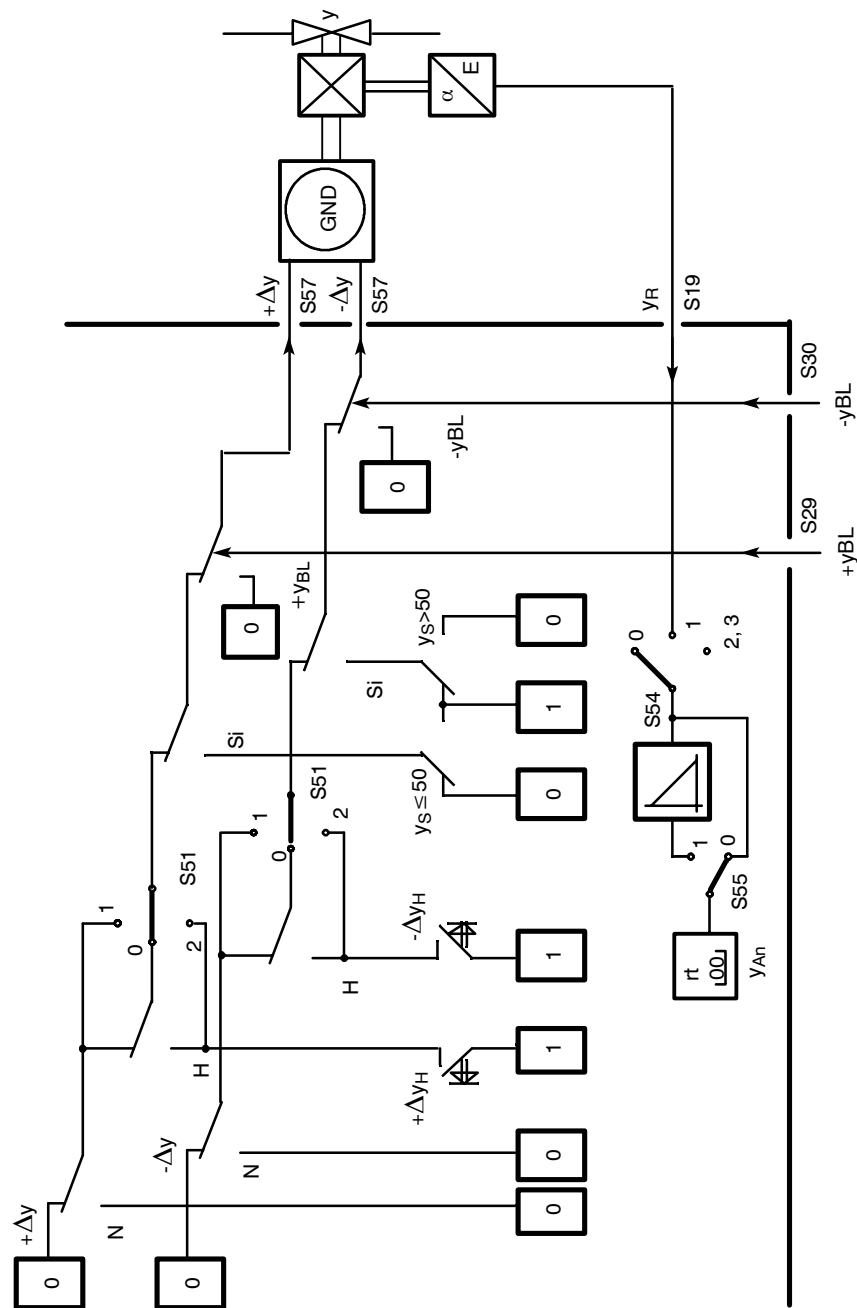 y
α
E
GND
+Δy
S57
-Δy
S57
yR
S19
S30
-yBL
-yBL
0
S29
+yBL
+yBL
0
yS>50
0
Si
1
Si
yS≤50
0
0
1
2, 3
S54
1
0
S55
rt
00
yAn
S51
1
0
2
S51
1
0
2
-ΔyH
H
1
+ΔyH
H
1
-Δy
N
0
+Δy
N
0
0
0